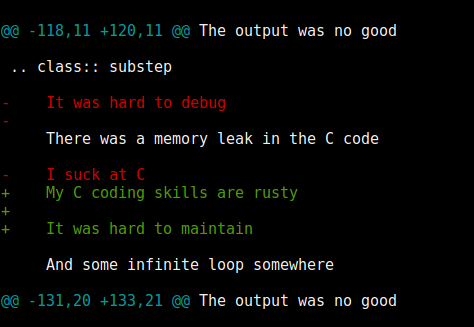 @@ -118,11 +120,11 @@ The output was no good
 .. class:: substep
-    It was hard to debug
-
     There was a memory leak in the C code
-    I suck at C
+    My C coding skills are rusty
+
+    It was hard to maintain
     And some infinite loop somewhere
@@ -131,20 +133,21 @@ The output was no good